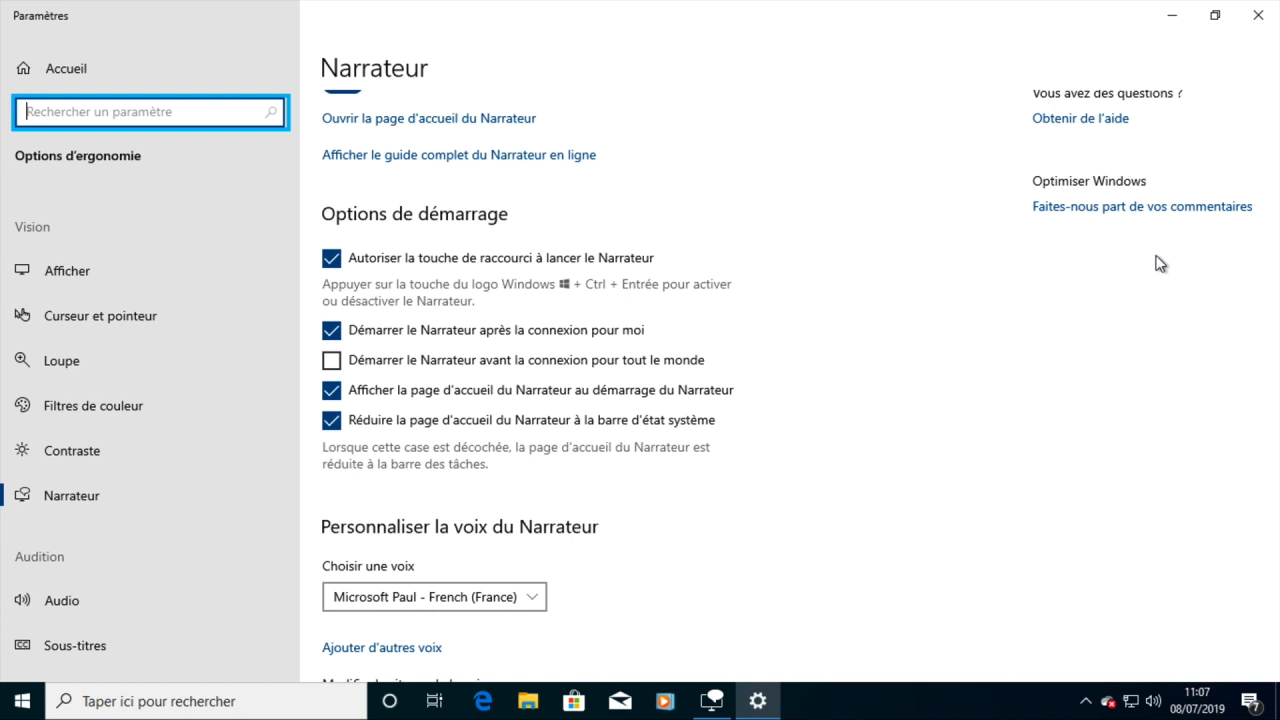 Paramètres
Accueil
Rechercher un paramètre
Options d'ergonomie
Vision
Afficher
Curseur et pointeur
Loupe
Filtres de couleur
Contraste
Narrateur
Audition
Audio
Sous-titres
Narrateur
Ouvrir la page d'accueil du Narrateur
Afficher le guide complet du Narrateur en ligne
Options de démarrage
Autoriser la touche de raccourci à lancer le Narrateur
Appuyer sur la touche du logo Windows + Ctrl + Entrée pour activer
ou désactiver le Narrateur.
Démarrer le Narrateur après la connexion pour moi
Démarrer le Narrateur avant la connexion pour tout le monde
Afficher la page d'accueil du Narrateur au démarrage du Narrateur
Réduire la page d'accueil du Narrateur à la barre d'état système
Lorsque cette case est décochée, la page d'accueil du Narrateur est
réduite à la barre des tâches.
Personnaliser la voix du Narrateur
Choisir une voix
Microsoft Paul - French (France)
Ajouter d'autres voix
Vous avez des questions ?
Obtenir de l'aide
Optimiser Windows
Faites-nous part de vos commentaires
Taper ici pour rechercher
11:07
08/07/2019
7